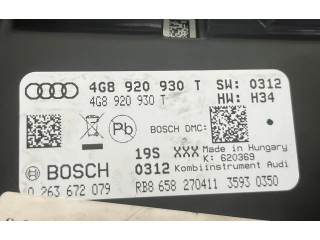 4G8 920 930 T SW: 0312
4G8 920 930 T HW: H34
Pb
BOSCH DMC:
19S XXX Made in Hungary
K: 620369
BOSCH 0312 Kombiinstrument Audi
0 263 672 079 RB8 658 270411 3593 0350